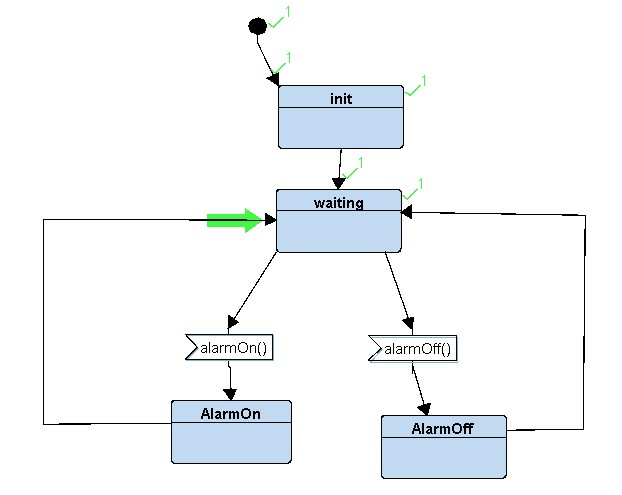 1
1
init
1
1
waiting
1
alarmOn()
alarmOff()
AlarmOn
AlarmOff